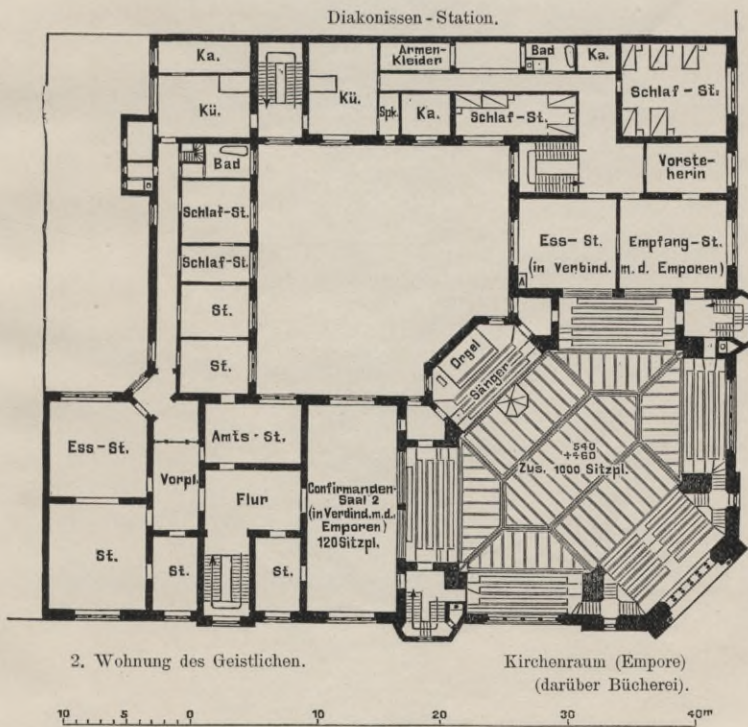 Diakonissen-Station.
Ka.
Armen-
Kleider
Bad
Ka.
Kü.
Kü.
Spk.
Ka.
Schlaf-St.
Schlaf-St.
Bad
Vorste-
herin
Schlaf-St.
Schlaf-St.
Ess-St.
(in Verbind.
Empfang-St.
m. d. Emporen)
A
St.
St.
Orgel
Sänger
Ess-St.
Amts-St.
Vorpl.
Flur
Confirmanden-
Saal 2
(in Verbind. m. d.
Emporen)
120 Sitzpl.
540
+460
Zus. 1000 Sitzpl.
St.
St.
St.
2. Wohnung des Geistlichen.
Kirchenraum (Empore)
(darüber Bücherei).
10 5 0 10 20 30 40m